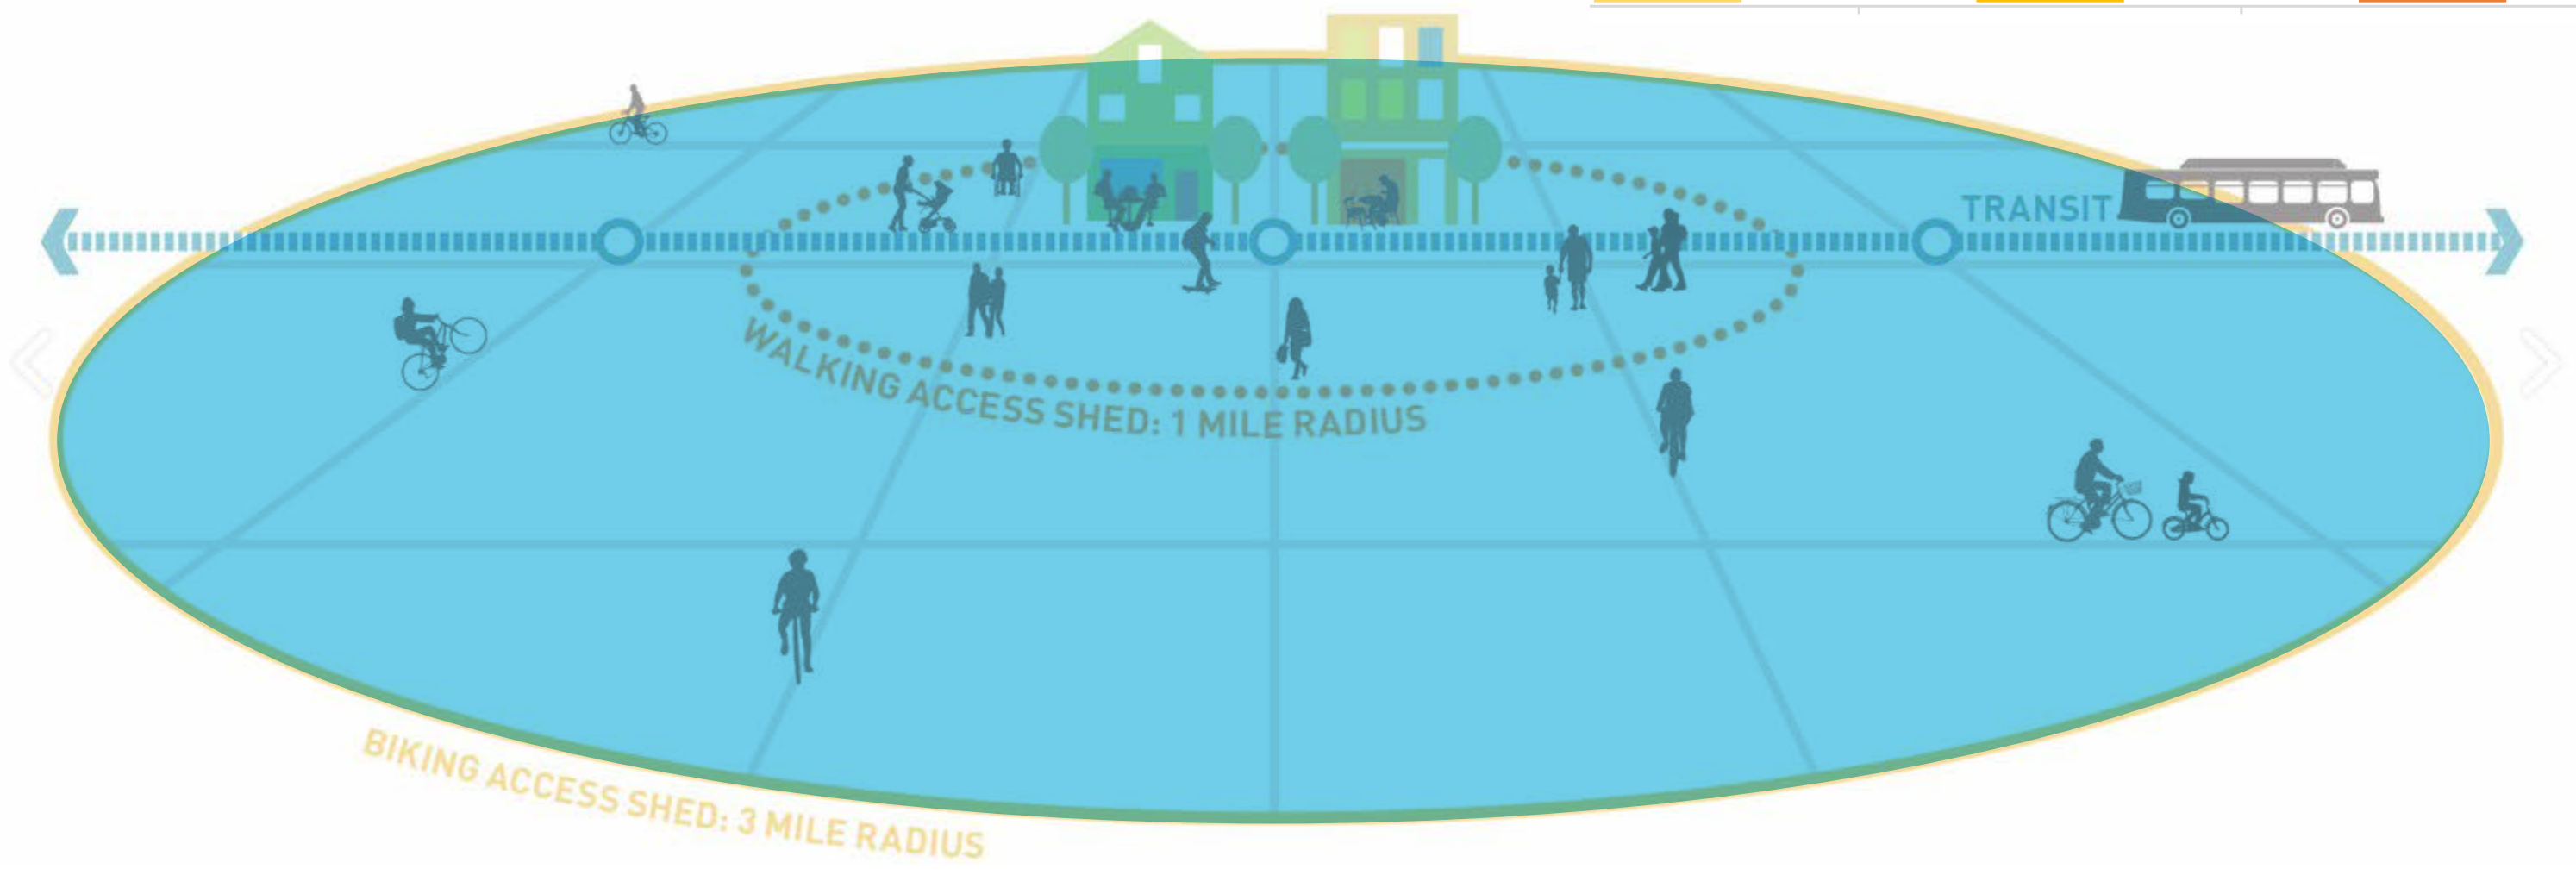 TRANSIT
WALKING ACCESS SHED: 1 MILE RADIUS
BIKING ACCESS SHED: 3 MILE RADIUS